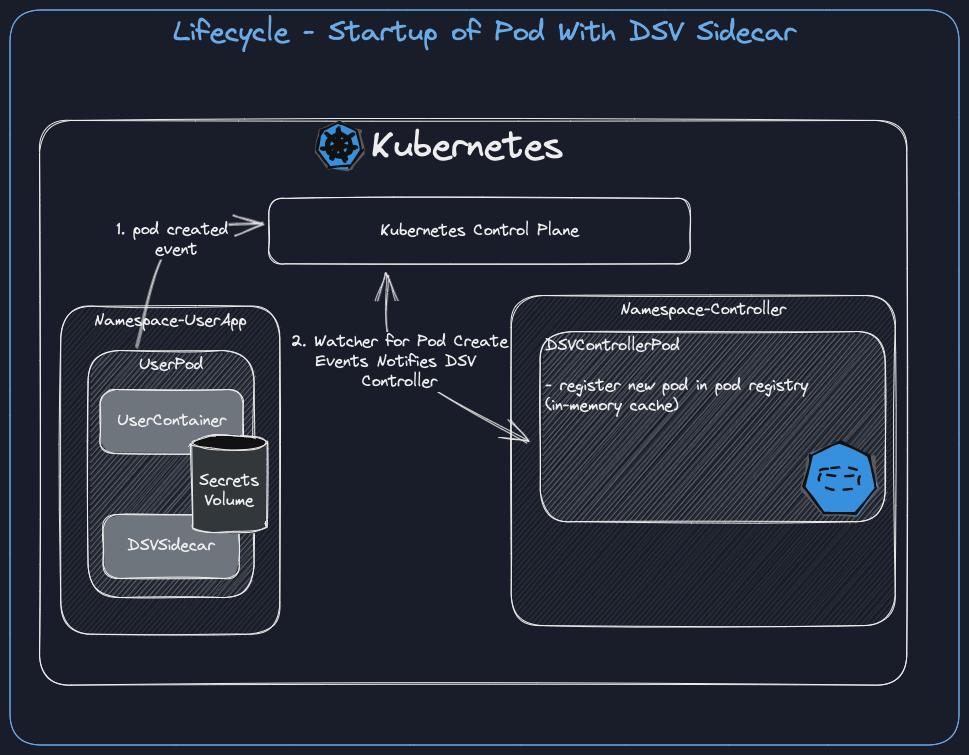 Lifecycle - Startup of Pod With DSV Sidecar
Kubernetes
1. pod created
event
Kubernetes Control Plane
Namespace-UserApp
UserPod
UserContainer
Secrets
Volume
DSVSidecar
2. Watcher for Pod Create
Events Notifies DSV
Controller
Namespace-Controller
DSVControllerPod
- register new pod in pod registry
(in-memory cache)